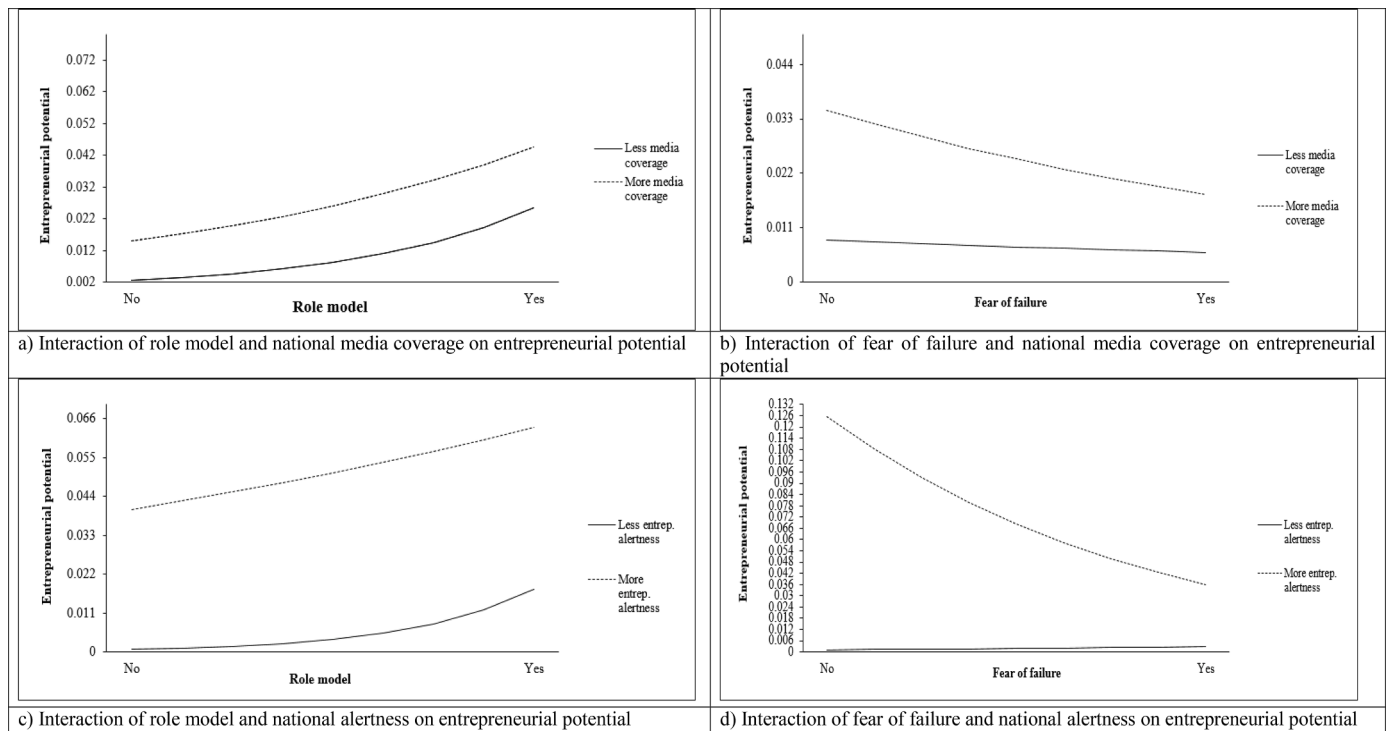 Entrepreneurial potential
0.072
0.062
0.052
0.042
0.032
0.022
0.012
0.002
No
Yes
Role model
Less media
coverage
More media
coverage
a) Interaction of role model and national media coverage on entrepreneurial potential
Entrepreneurial potential
0.044
0.033
0.022
0.011
0
No
Yes
Fear of failure
Less media
coverage
More media
coverage
b) Interaction of fear of failure and national media coverage on entrepreneurial
potential
Entrepreneurial potential
0.066
0.055
0.044
0.033
0.022
0.011
0
No
Yes
Role model
Less entrep.
alertness
More
entrep.
alertness
c) Interaction of role model and national alertness on entrepreneurial potential
Entrepreneurial potential
0.132
0.126
0.12
0.114
0.108
0.102
0.096
0.09
0.084
0.078
0.072
0.066
0.06
0.054
0.048
0.042
0.036
0.03
0.024
0.018
0.012
0.006
0
No
Yes
Fear of failure
Less entrep.
alertness
More entrep.
alertness
d) Interaction of fear of failure and national alertness on entrepreneurial potential